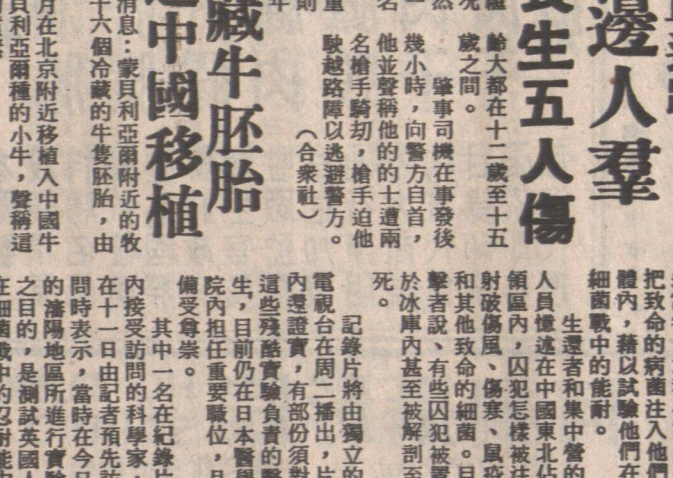 邊人羣
生五人傷
齡大都在十二歲至十五
歲之間。
肇事司機在事發後
幾小時，向警方自首，
他並聲稱他的的士遭兩
名槍手騎刧，槍手迫他
駛越路障以逃避警方。
（合衆社）
藏牛胚胎
中國移植
消息：蒙貝利亞爾附近的牧
十六個冷藏的牛隻胚胎，由
月在北京附近移植入中國牛
貝利亞爾種的小牛，聲稱這
把致命的病菌注入他們
體內，藉以試驗他們在
細菌戰中的能耐。
生還者和集中營的
人員憶述在中國東北佔
領區內，囚犯怎樣被注
射破傷風、傷寒、鼠疫
和其他致命的細菌。目
擊者說、有些囚犯被置
於冰庫內甚至被解剖至
死。
記錄片將由獨立的
電視台在周二播出，片
內還證實，有部份須對
這些殘酷實驗負責的醫
生，目前仍在日本醫學
院內担任重要職位，且
備受尊崇。
其中一名在紀錄片
內接受訪問的科學家，
在十一日由記者預先訪
問時表示，當時在今日
的瀋陽地區所進行實驗
之目的，是測試英國人
在細菌戰中的忍耐能力